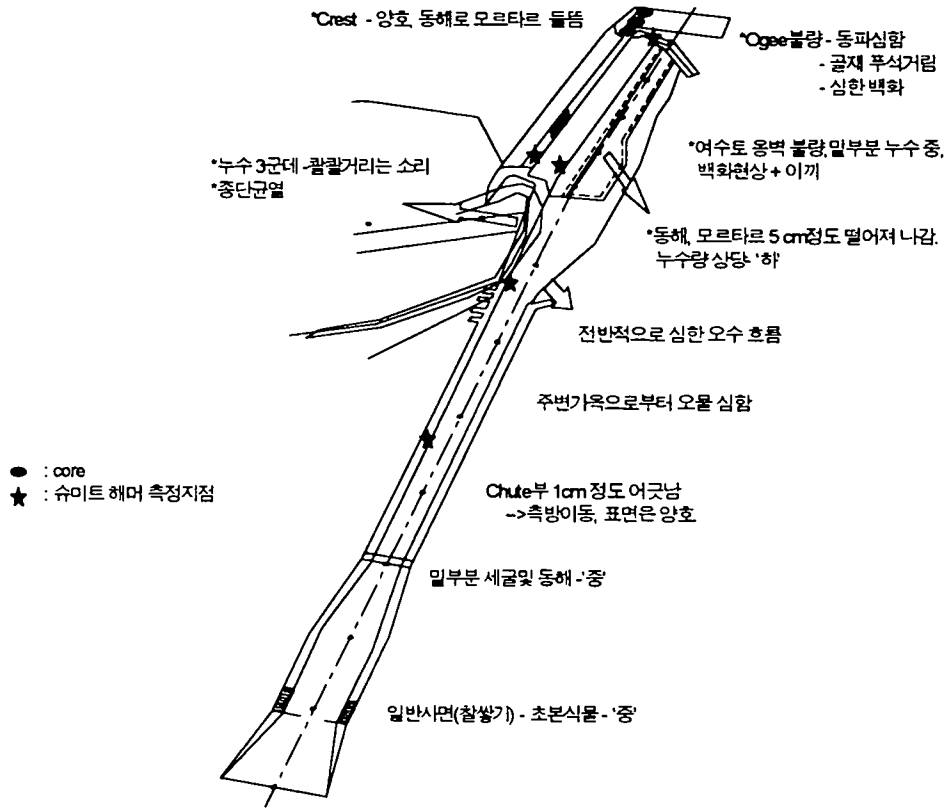 *Crest - 양호, 동해로 모르타르 들뜸
*Ogee불량 - 동파심함
- 골재 푸석거림
- 심한 백화
*누수 3군데 -콸콸거리는 소리
*종단균열
*여수토 옹벽 불량, 밑부분 누수 중,
백화현상 + 이끼
*동해, 모르타르 5 cm정도 떨어져 나감.
누수량 상당- '하'
전반적으로 심한 오수 흐름
주변가옥으로부터 오물 심함
● : core
★ : 슈미트 해머 측정지점
Chute부 1cm 정도 어긋남
-->측방이동, 표면은 양호
밑부분 세굴및 동해 -'중'
일반사면(찰쌓기) - 초본식물 - '중'